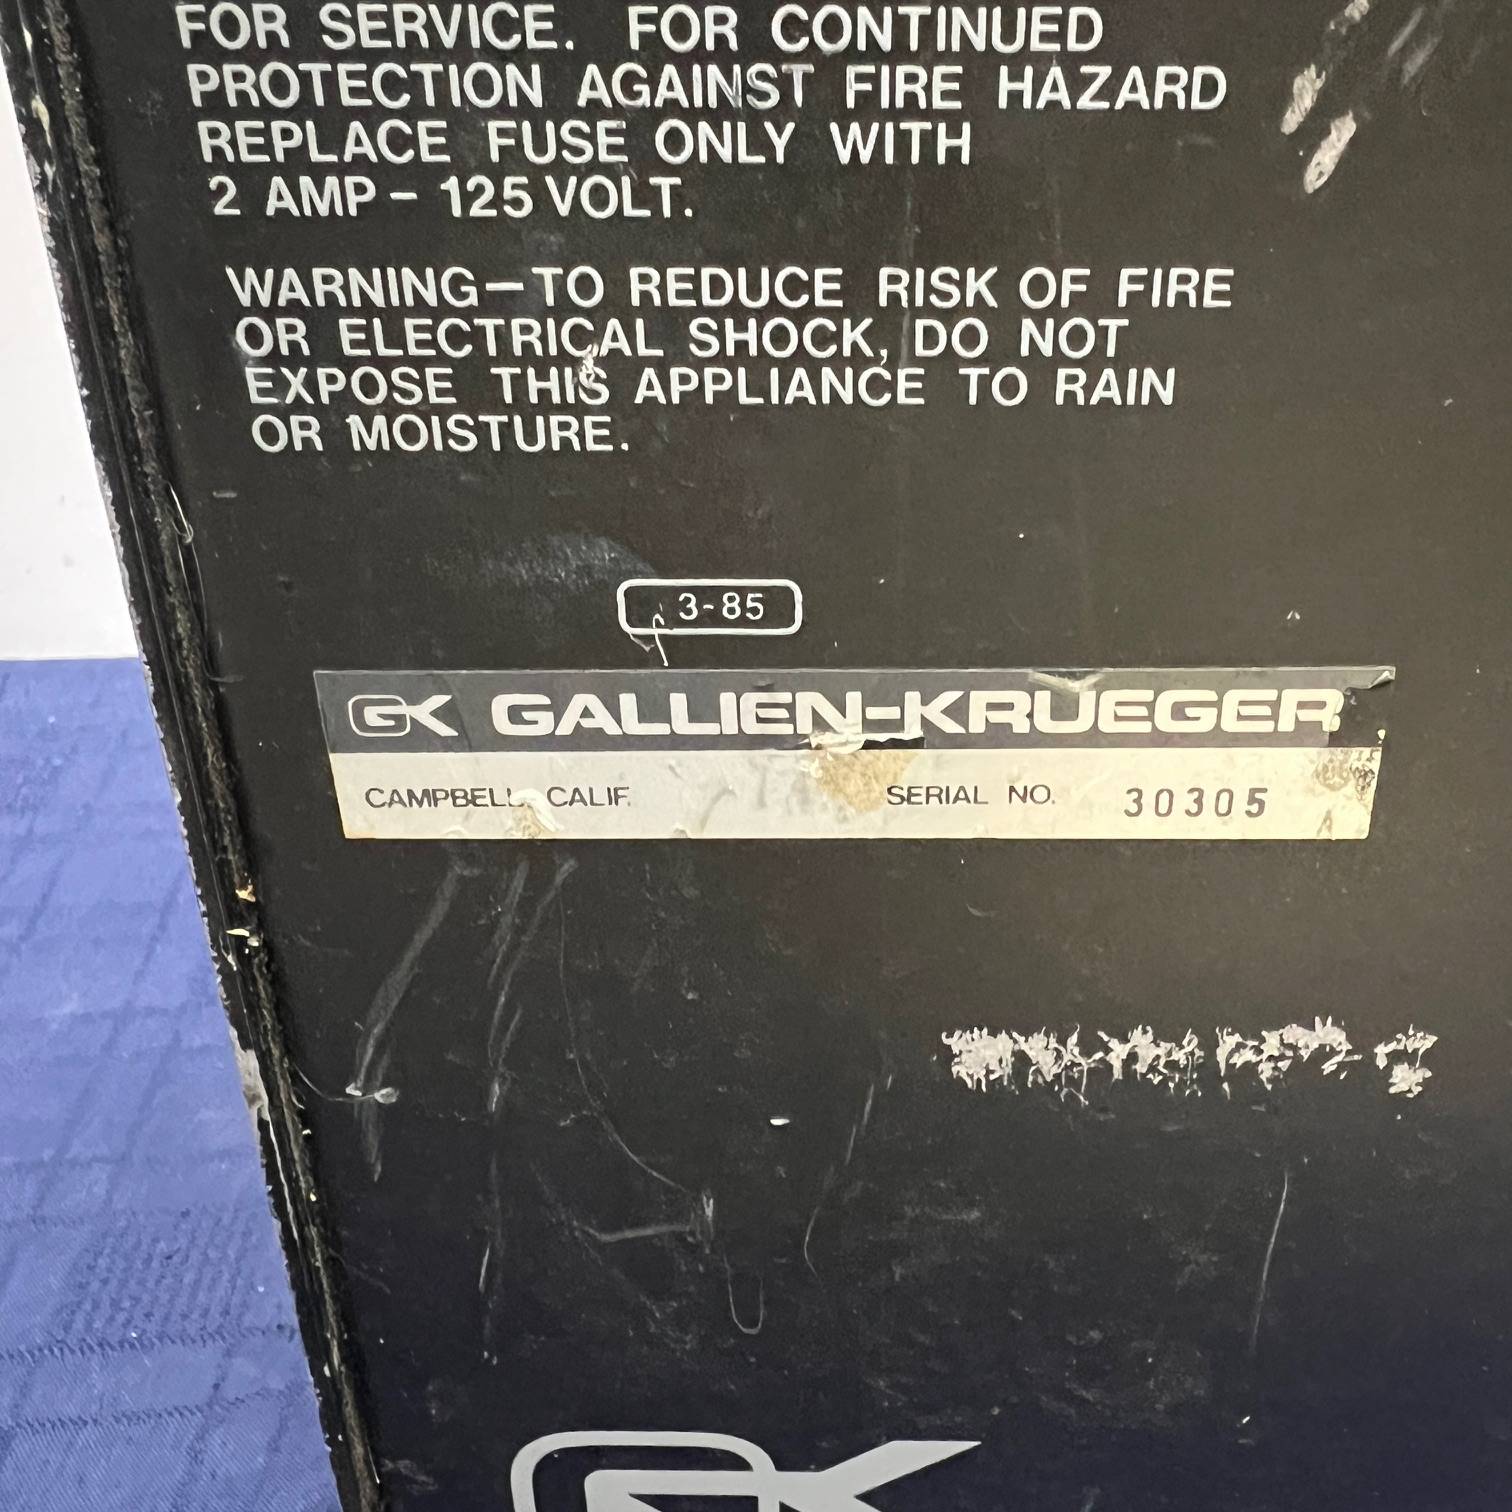 FOR SERVICE. FOR CONTINUED
PROTECTION AGAINST FIRE HAZARD
REPLACE FUSE ONLY WITH
2 AMP - 125 VOLT.
WARNING—TO REDUCE RISK OF FIRE
OR ELECTRICAL SHOCK, DO NOT
EXPOSE THIS APPLIANCE TO RAIN
OR MOISTURE.
3-85
GK GALLIEN-KRUEGER
CAMPBELL, CALIF. SERIAL NO. 30305
GK